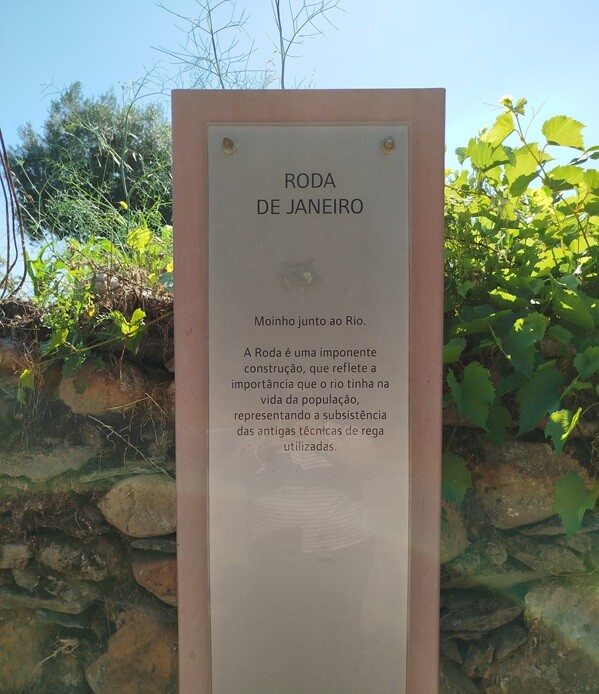 RODA
DE JANEIRO
Moinho junto ao Rio.
A Roda é uma imponente
construção, que reflete a
importância que o rio tinha na
vida da população,
representando a subsistência
das antigas técnicas de rega
utilizadas.